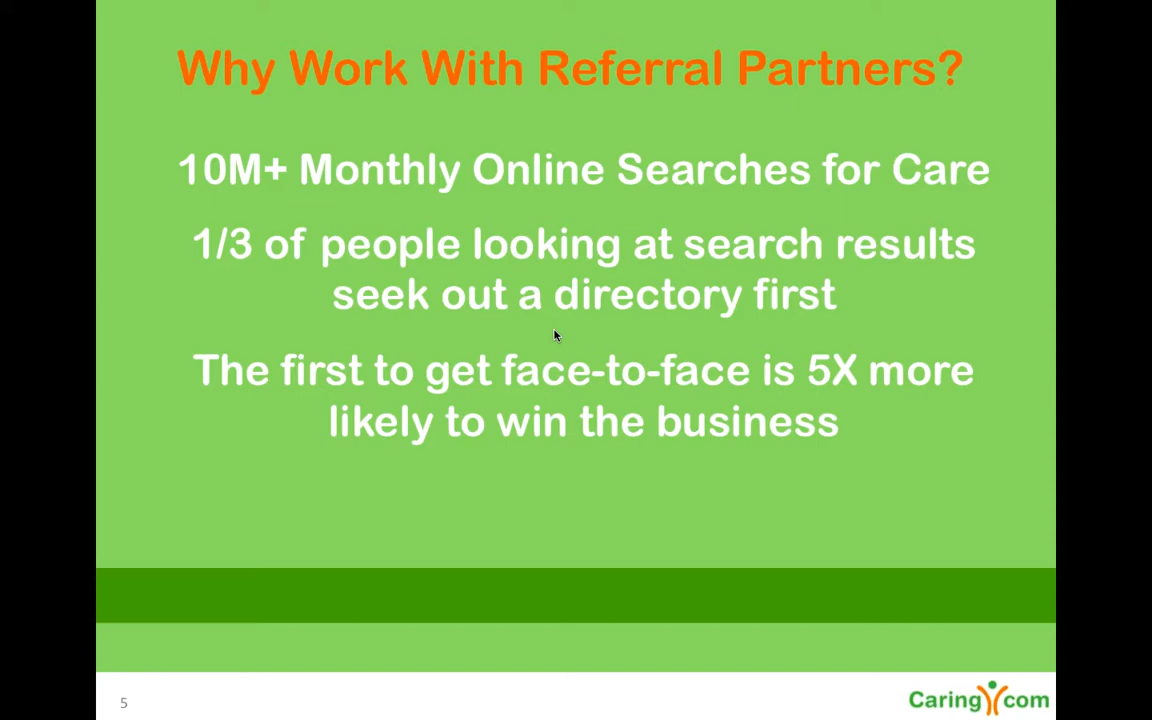 Why Work With Referral Partners?
10M+ Monthly Online Searches for Care
1/3 of people looking at search results
seek out a directory first
The first to get face-to-face is 5X more
likely to win the business
5
Caring com